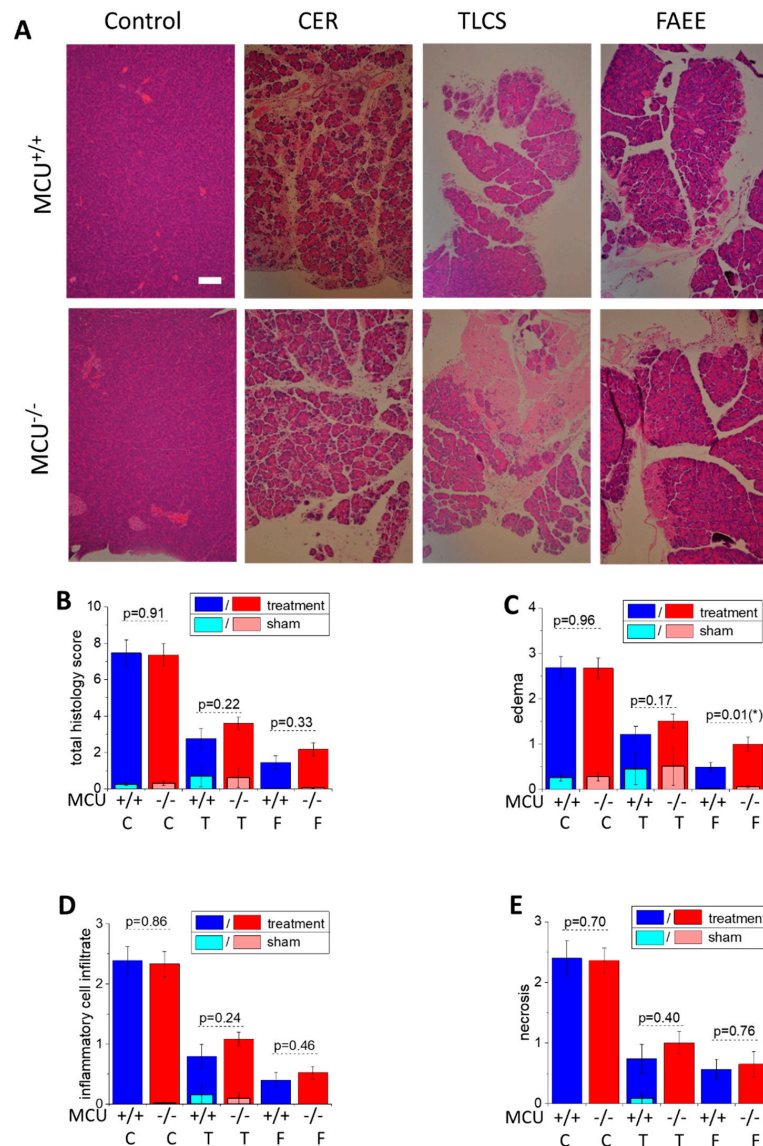 A
Control CER TLCS FAEE
MCU+/+
MCU-/-
B
total histology score
10
8
6
4
2
0
p=0.91
p=0.22
p=0.33
/ treatment
/ sham
MCU +/+ -/- +/+ -/- +/+ -/-
C C T T F F
C
edema
4
3
2
1
0
p=0.96
p=0.17
p=0.01(*)
/ treatment
/ sham
MCU +/+ -/- +/+ -/- +/+ -/-
C C T T F F
D
inflammatory cell infiltrate
3
2
1
0
p=0.86
p=0.24
p=0.46
/ treatment
/ sham
MCU +/+ -/- +/+ -/- +/+ -/-
C C T T F F
E
necrosis
3
2
1
0
p=0.70
p=0.40
p=0.76
/ treatment
/ sham
MCU +/+ -/- +/+ -/- +/+ -/-
C C T T F F